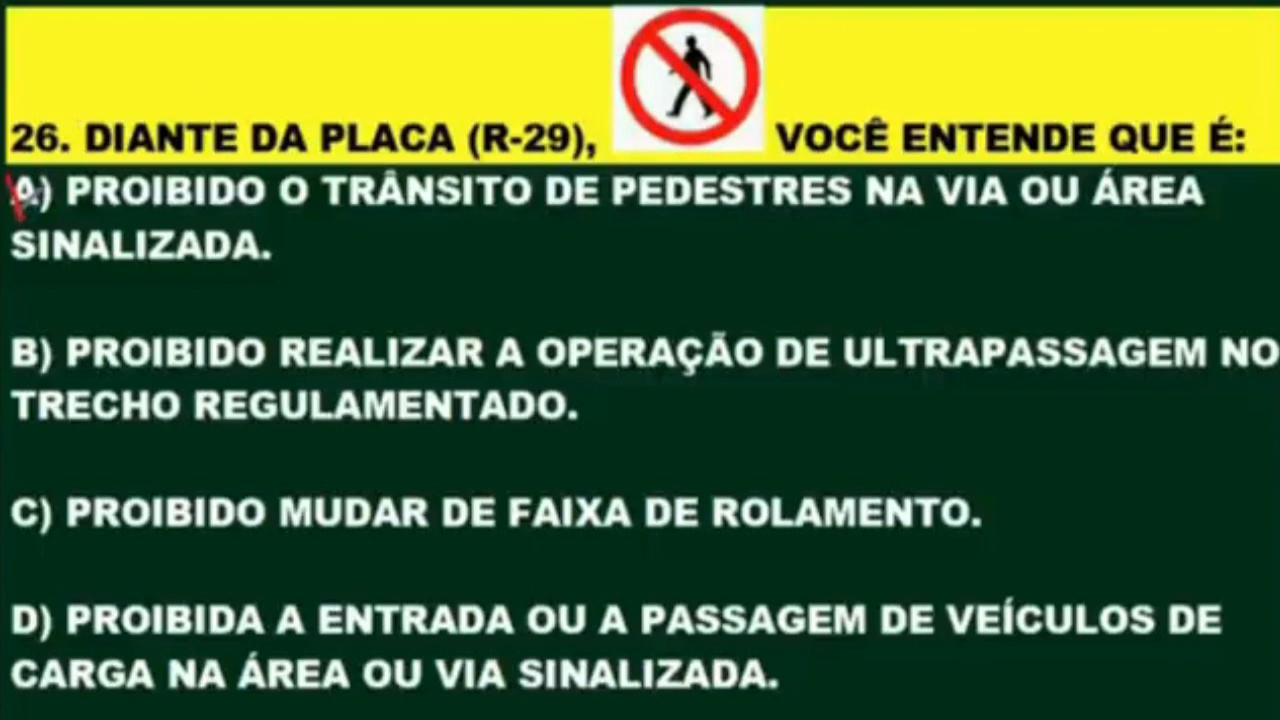 26. DIANTE DA PLACA (R-29), VOCÊ ENTENDE QUE É:
A) PROIBIDO O TRÂNSITO DE PEDESTRES NA VIA OU ÁREA
SINALIZADA.
B) PROIBIDO REALIZAR A OPERAÇÃO DE ULTRAPASSAGEM NO
TRECHO REGULAMENTADO.
C) PROIBIDO MUDAR DE FAIXA DE ROLAMENTO.
D) PROIBIDA A ENTRADA OU A PASSAGEM DE VEÍCULOS DE
CARGA NA ÁREA OU VIA SINALIZADA.